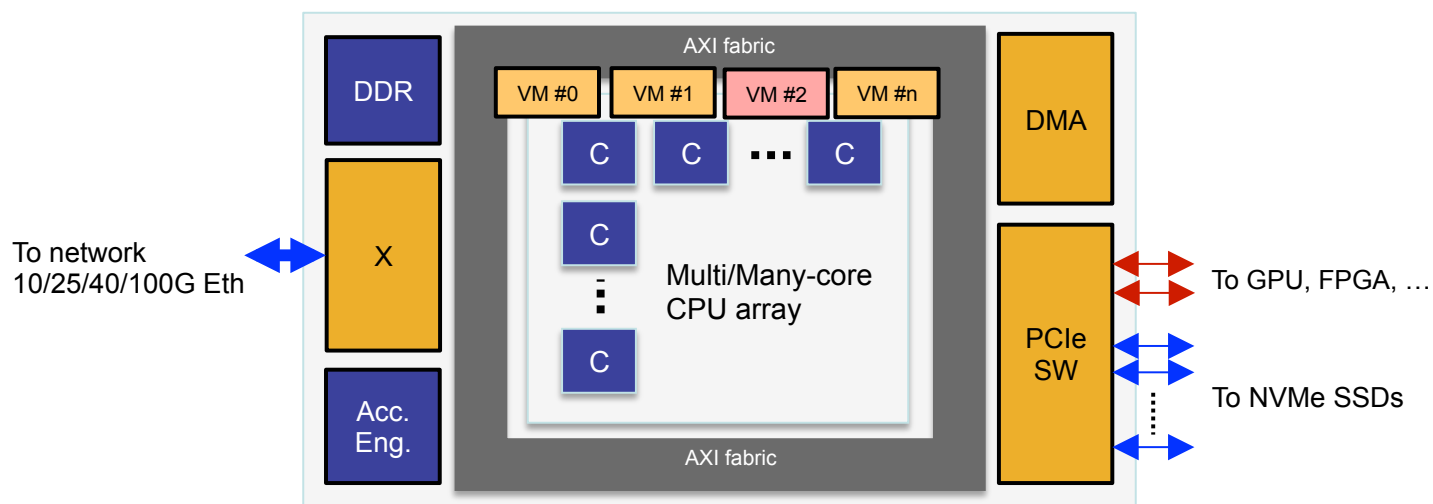 AXI fabric
DDR
VM #0
VM #1
VM #2
VM #n
DMA
C
C
...
C
X
C
To network
10/25/40/100G Eth
Multi/Many-core
CPU array
C
Acc.
Eng.
PCIe
SW
To GPU, FPGA, …
To NVMe SSDs
AXI fabric